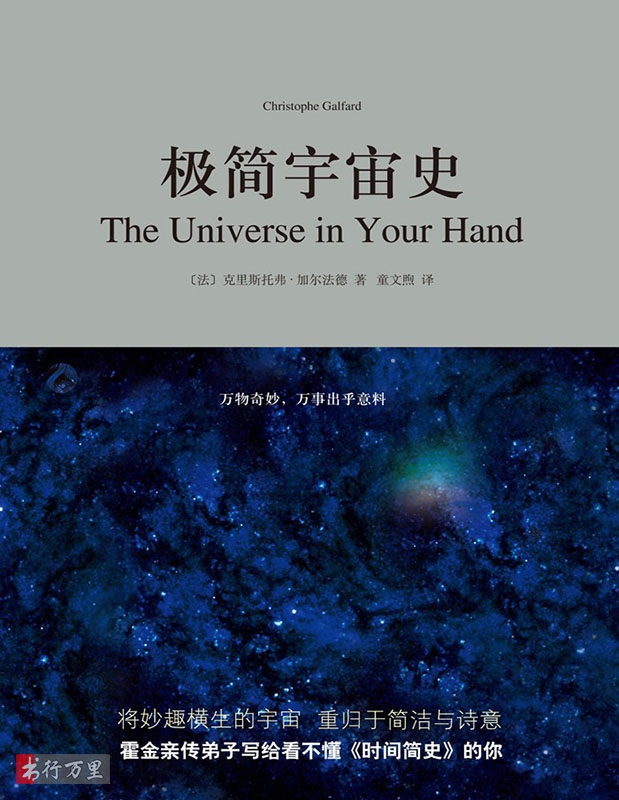 Christophe Galfard
极简宇宙史
The Universe in Your Hand
〔法〕克里斯托弗·加尔法德 著 童文煦 译
万物奇妙，万事出乎意料
将妙趣横生的宇宙 重归于简洁与诗意
霍金亲传弟子写给看不懂《时间简史》的你
书行万里